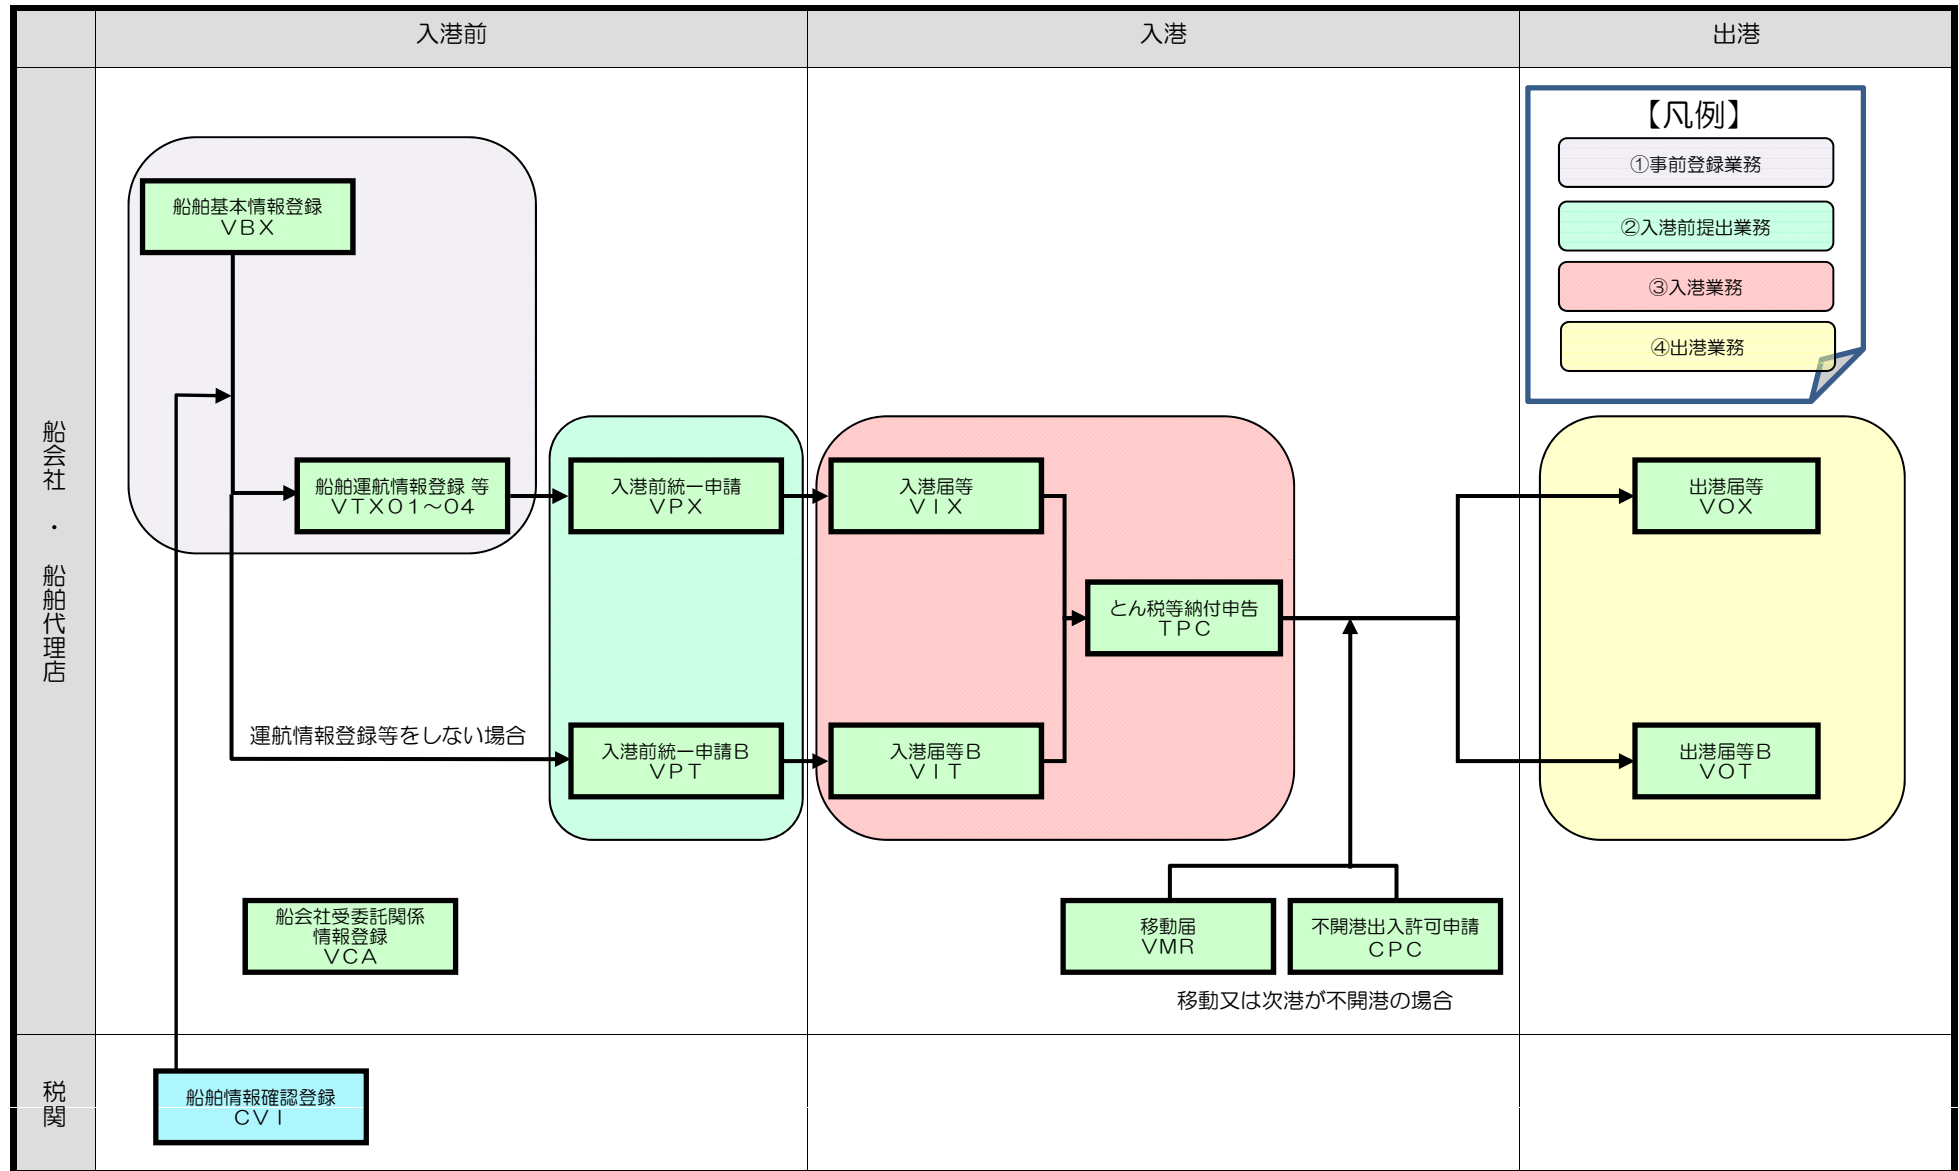 入港前
入港
出港
船会社・船舶代理店
税関
【凡例】
①事前登録業務
②入港前提出業務
③入港業務
④出港業務
船舶基本情報登録
ＶＢＸ
船舶運航情報登録 等
ＶＴＸ０１～０４
入港前統一申請
ＶＰＸ
入港届等
ＶＩＸ
とん税等納付申告
ＴＰＣ
出港届等
ＶＯＸ
運航情報登録等をしない場合
入港前統一申請Ｂ
ＶＰＴ
入港届等Ｂ
ＶＩＴ
出港届等Ｂ
ＶＯＴ
船会社受委託関係
情報登録
ＶＣＡ
移動届
ＶＭＲ
不開港出入許可申請
ＣＰＣ
移動又は次港が不開港の場合
船舶情報確認登録
ＣＶＩ